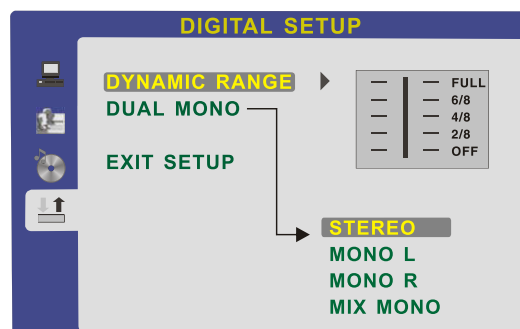 DIGITAL SETUP
DYNAMIC RANGE
DUAL MONO
EXIT SETUP
FULL
6/8
4/8
2/8
OFF
STEREO
MONO L
MONO R
MIX MONO